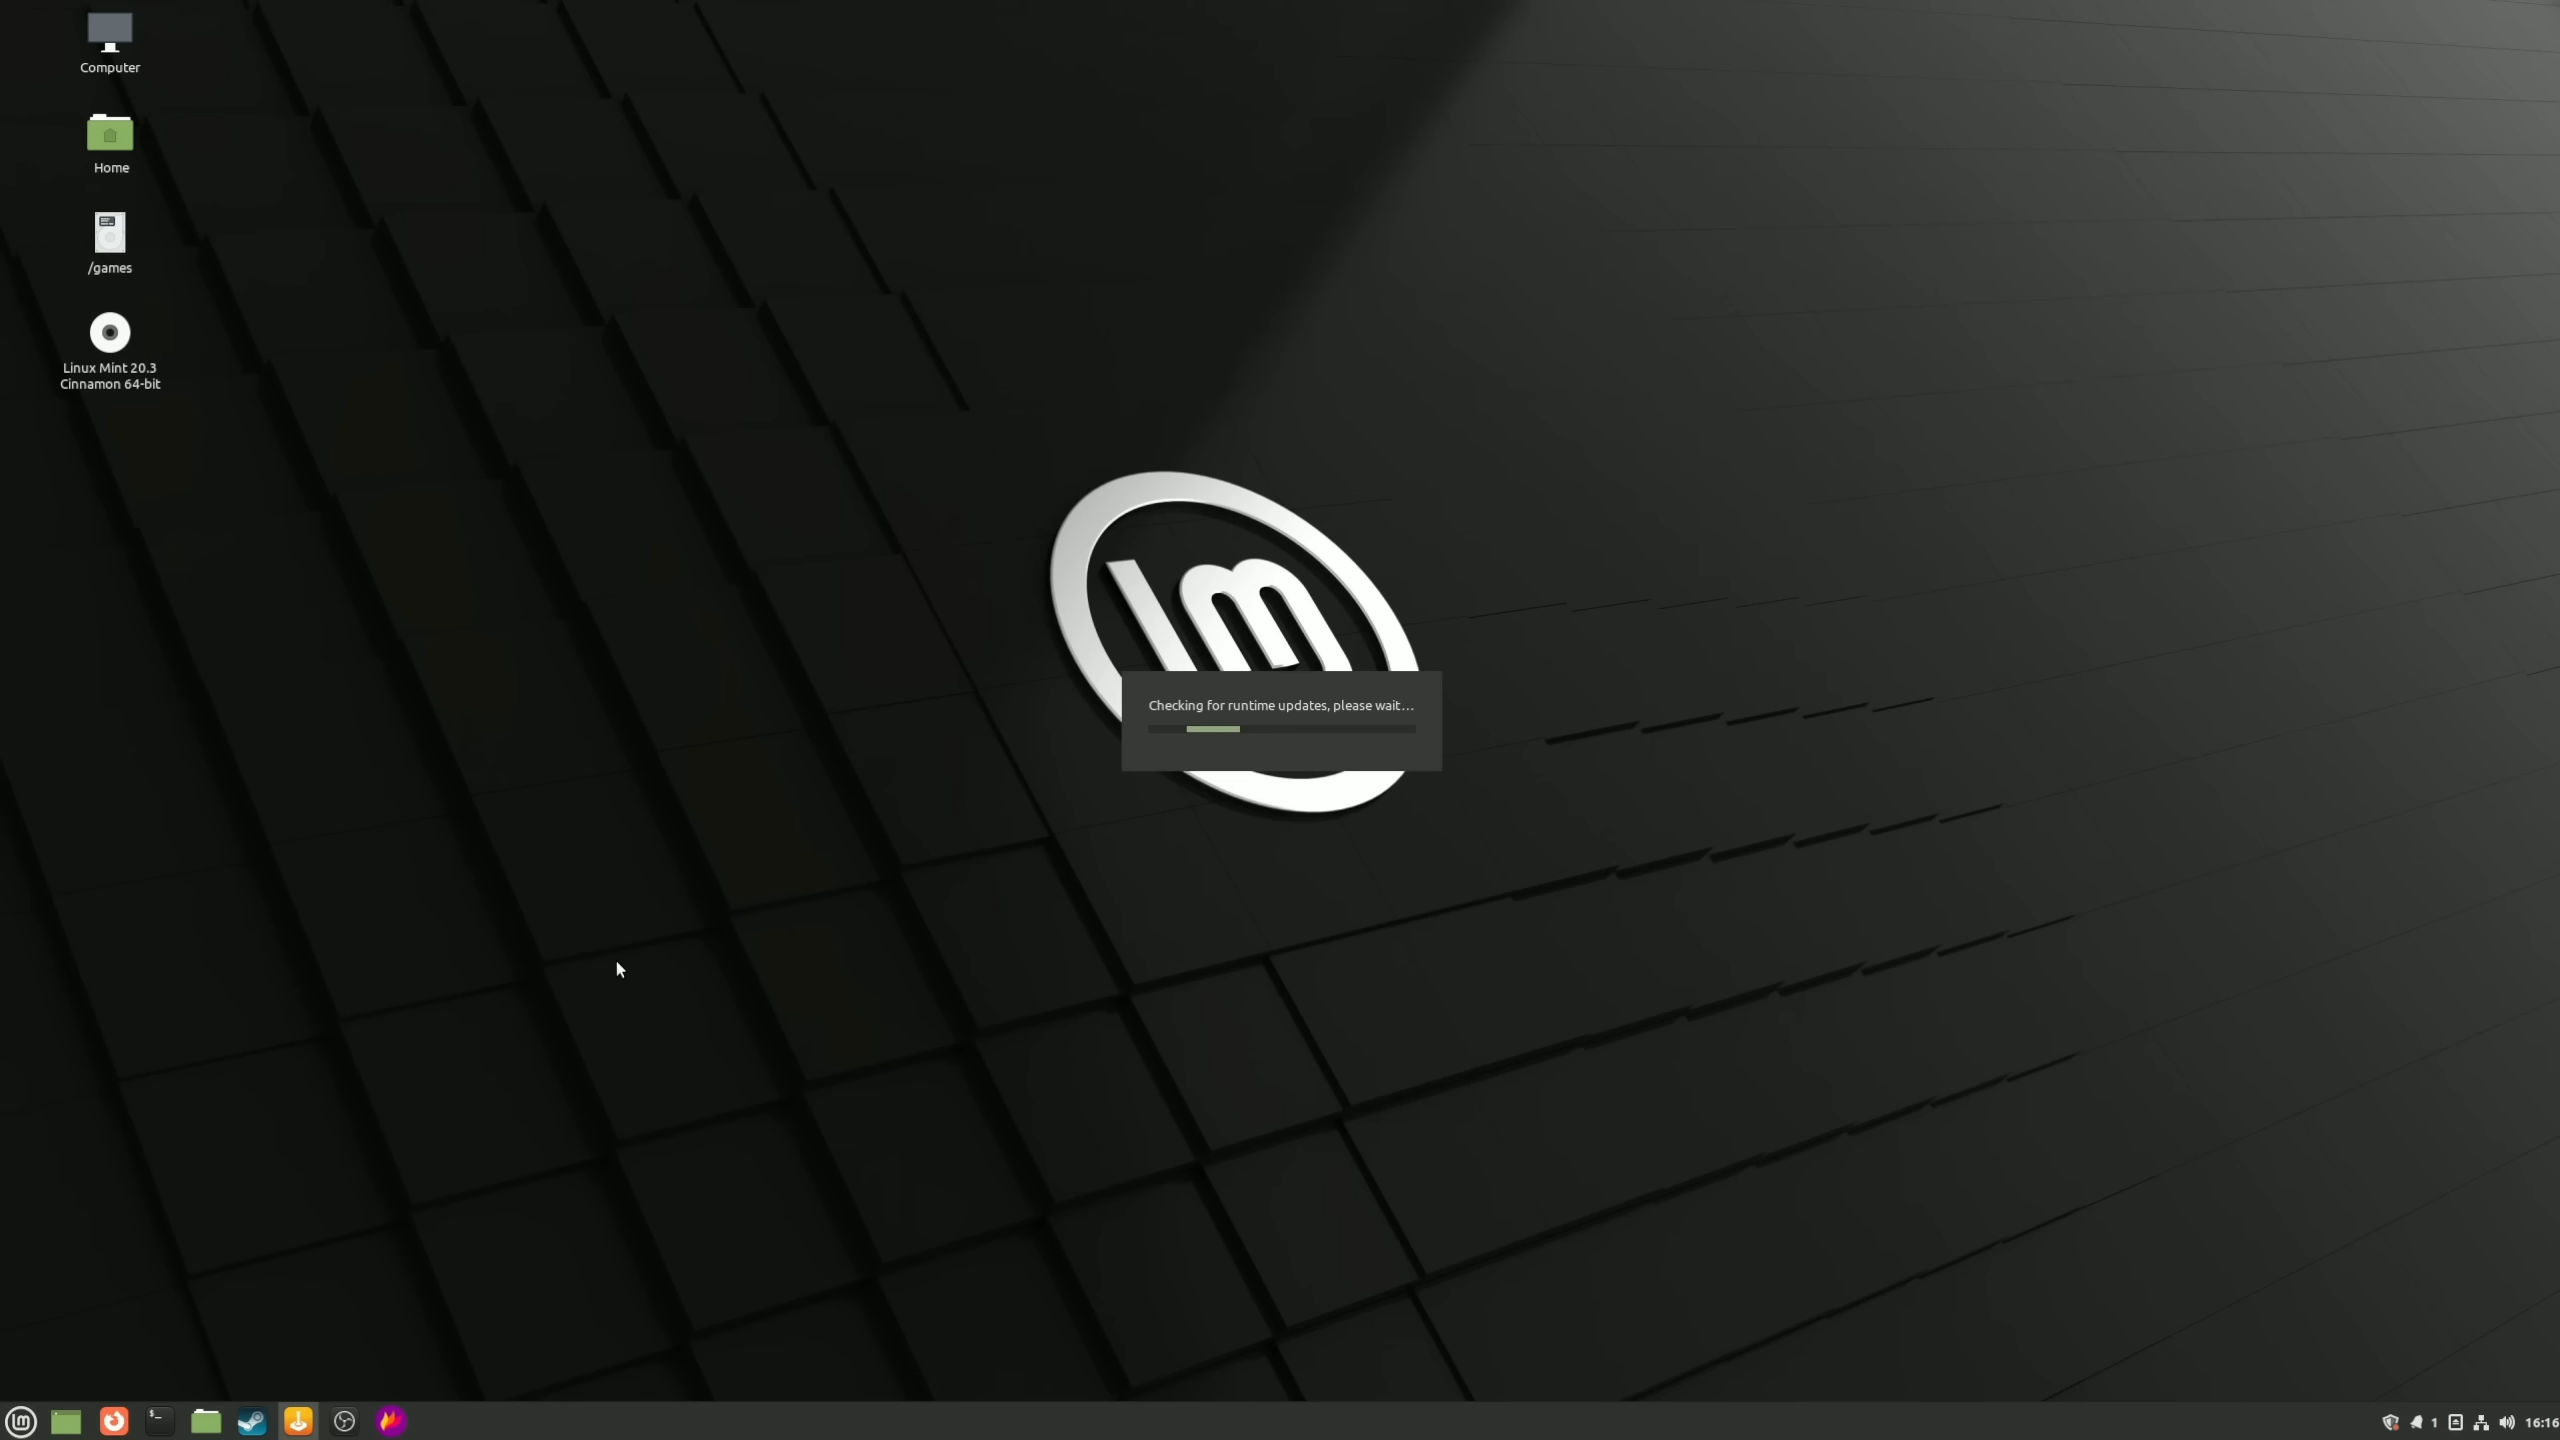 Computer
Home
/games
Linux Mint 20.3
Cinnamon 64-bit
lm
Checking for runtime updates, please wait…
$_
1
16:16